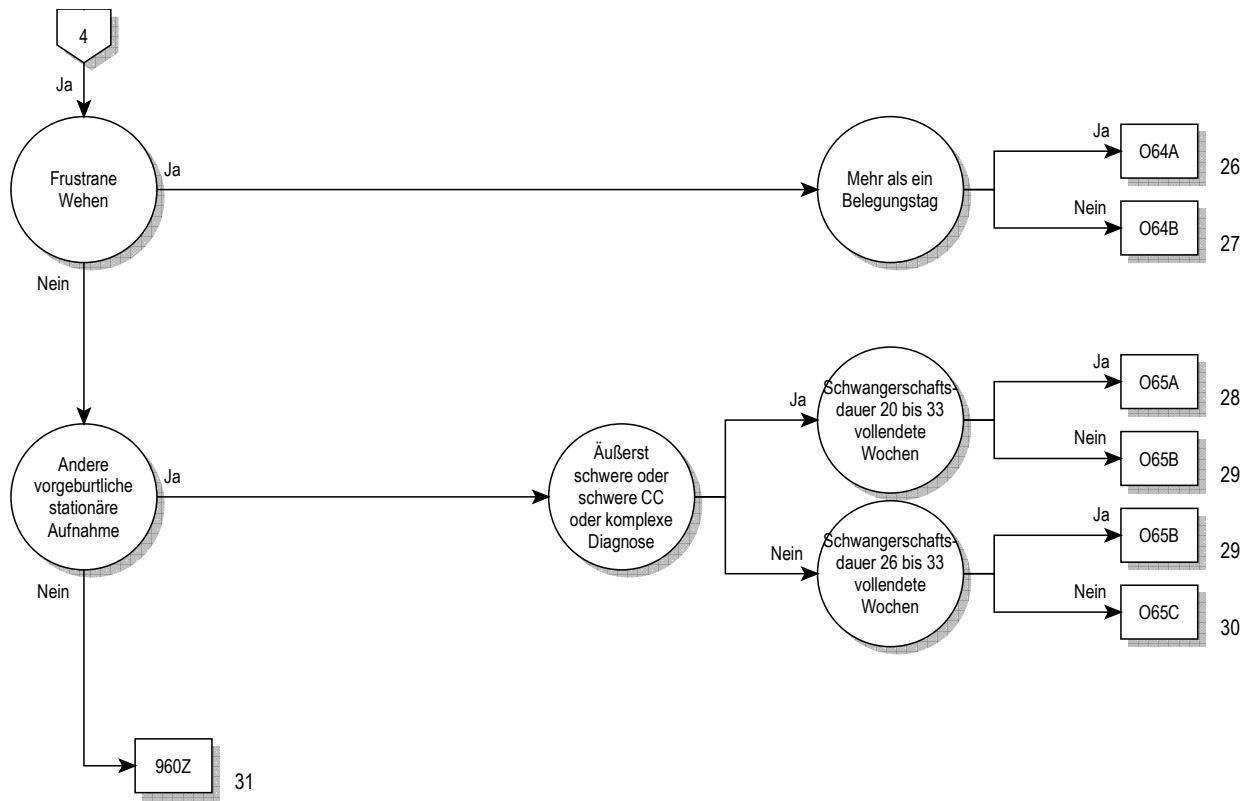 4
Ja
Frustrane
Wehen
Ja
Mehr als ein
Belegungstag
Ja
O64A
26
Nein
O64B
27
Nein
Andere
vorgeburtliche
stationäre
Aufnahme
Ja
Äußerst
schwere oder
schwere CC
oder komplexe
Diagnose
Ja
Schwangerschafts-
dauer 20 bis 33
vollendete
Wochen
Ja
O65A
28
Nein
O65B
29
Nein
Schwangerschafts-
dauer 26 bis 33
vollendete
Wochen
Ja
O65B
29
Nein
O65C
30
Nein
960Z
31